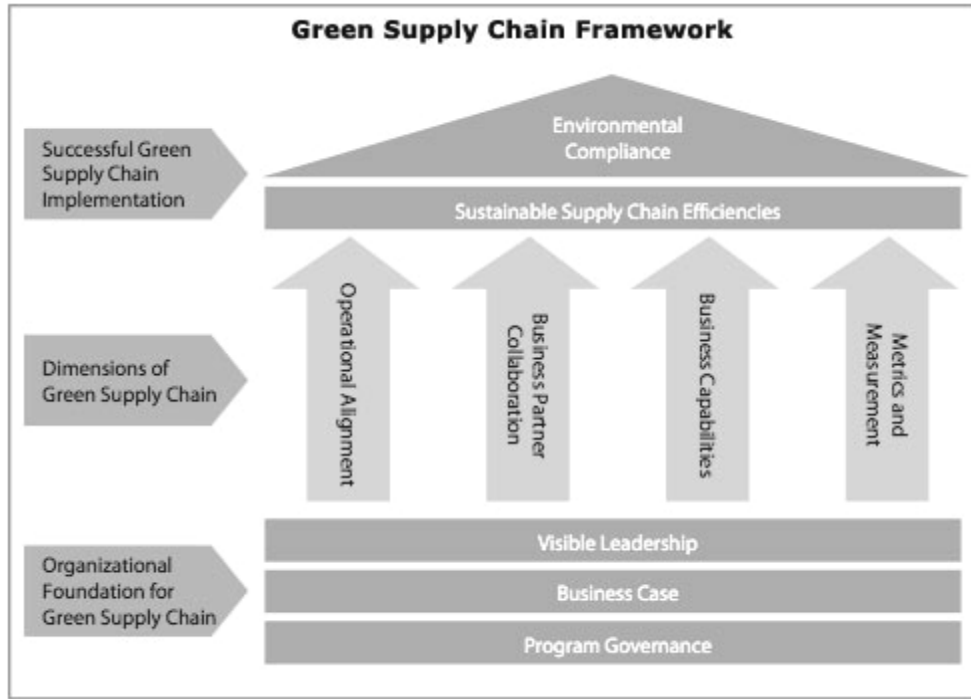 Green Supply Chain Framework
Successful Green
Supply Chain
Implementation
Environmental
Compliance
Sustainable Supply Chain Efficiencies
Dimensions of
Green Supply Chain
Operational Alignment
Business Partner
Collaboration
Business Capabilities
Metrics and
Measurement
Organizational
Foundation for
Green Supply Chain
Visible Leadership
Business Case
Program Governance